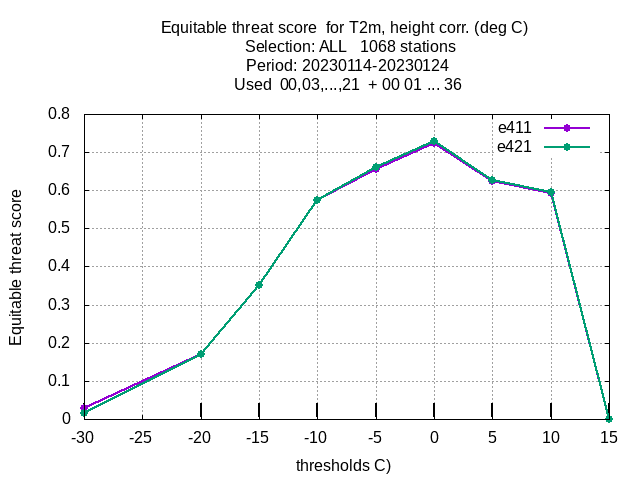 Equitable threat score  for T2m, height corr. (deg C)
Selection: ALL   1068 stations
Period: 20230114-20230124
Used  00,03,...,21  + 00 01 ... 36
e411
e421
Equitable threat score
0.8
0.7
0.6
0.5
0.4
0.3
0.2
0.1
0
-30 -25 -20 -15 -10 -5 0 5 10 15
thresholds C)